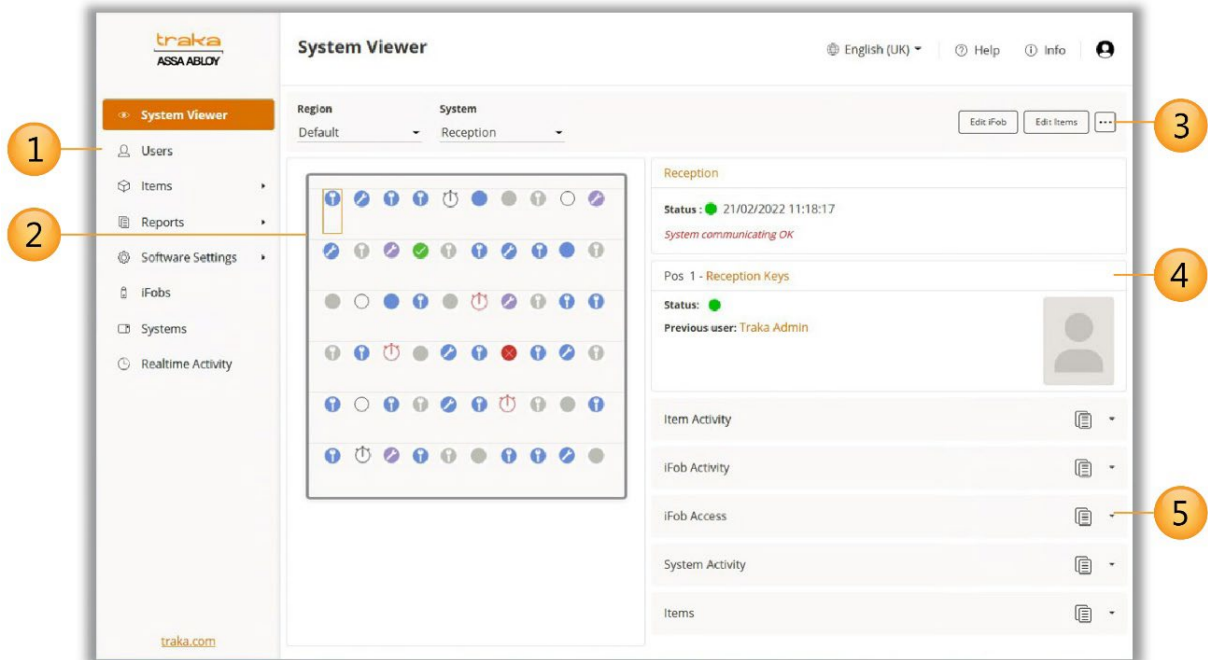 traka
ASSA ABLOY
System Viewer
English (UK)
Help
Info
System Viewer
Users
Items
Reports
Software Settings
iFobs
Systems
Realtime Activity
traka.com
Region
System
Default
Reception
Edit iFob
Edit Items
...
Reception
Status : 21/02/2022 11:18:17
System communicating OK
Pos 1 - Reception Keys
Status:
Previous user: Traka Admin
Item Activity
iFob Activity
iFob Access
System Activity
Items
1
2
3
4
5